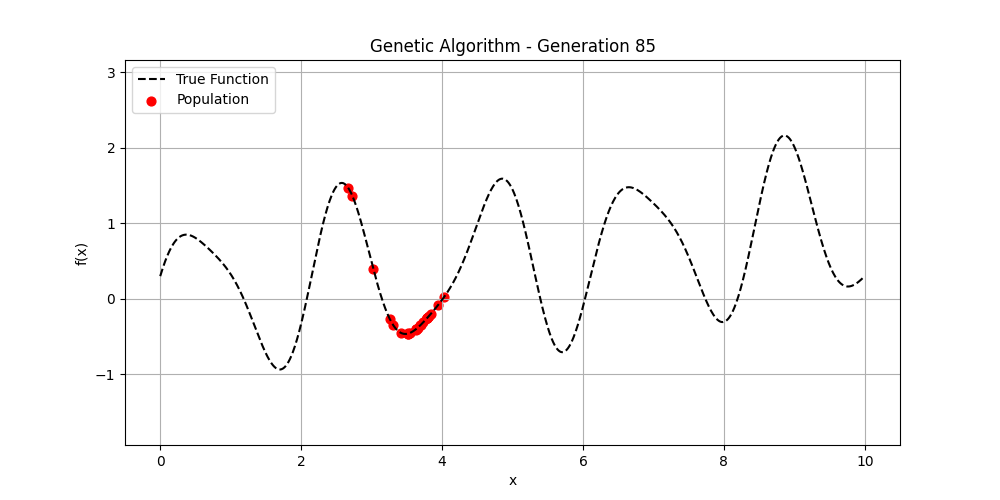 Genetic Algorithm - Generation 85
True Function
Population
f(x)
3
2
1
0
−1
0 2 4 6 8 10
x